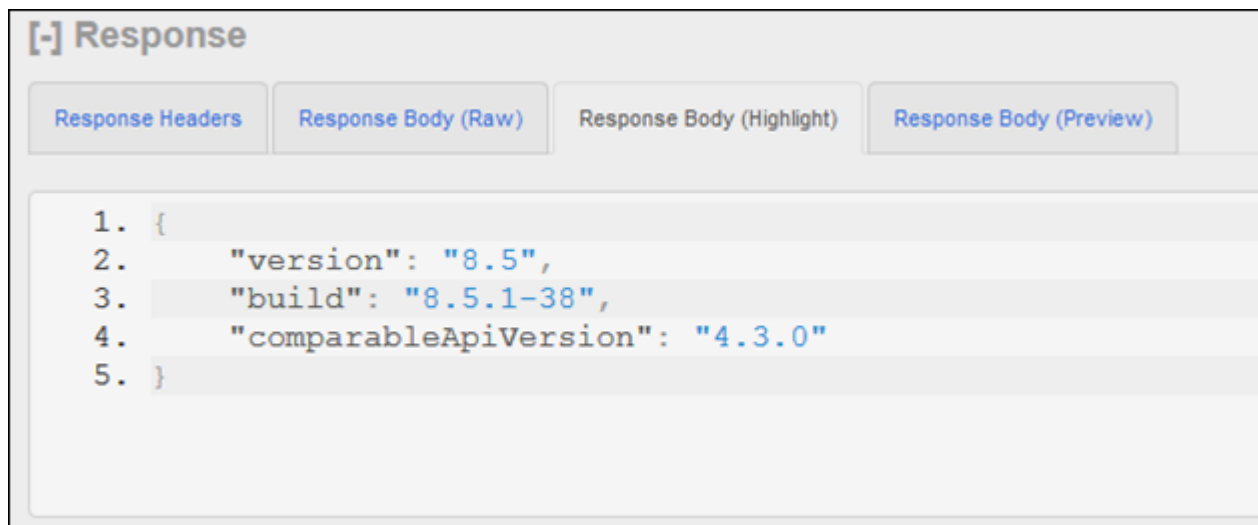 [-] Response
Response Headers Response Body (Raw) Response Body (Highlight) Response Body (Preview)
1. {
2. "version": "8.5",
3. "build": "8.5.1-38",
4. "comparableApiVersion": "4.3.0"
5. }